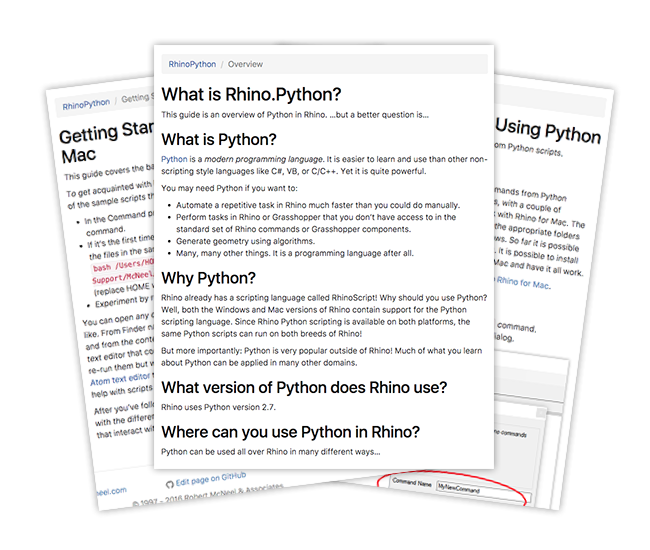 RhinoPython / Overview
What is Rhino.Python?
This guide is an overview of Python in Rhino. ...but a better question is...
What is Python?
Python is a modern programming language. It is easier to learn and use than other non-
scripting style languages like C#, VB, or C/C++. Yet it is quite powerful.
You may need Python if you want to:
• Automate a repetitive task in Rhino much faster than you could do manually.
• Perform tasks in Rhino or Grasshopper that you don't have access to in the
standard set of Rhino commands or Grasshopper components.
• Generate geometry using algorithms.
• Many, many other things. It is a programming language after all.
Why Python?
Rhino already has a scripting language called RhinoScript! Why should you use Python?
Well, both the Windows and Mac versions of Rhino contain support for the Python
scripting language. Since Rhino Python scripting is available on both platforms, the
same Python scripts can run on both breeds of Rhino!
But more importantly: Python is very popular outside of Rhino! Much of what you learn
about Python can be applied in many other domains.
What version of Python does Rhino use?
Rhino uses Python version 2.7.
Where can you use Python in Rhino?
Python can be used all over Rhino in many different ways...
RhinoPython / Getting
Getting Star
Mac
This guide covers the ba
To get acquainted with
of the sample scripts th
• In the Command p
command.
• If it's the first time
the files in the sam
bash /Users/HO
Support/McNeel
(replace HOME w
• Experiment by r
You can open any o
like. From Finder n
and from the conte
text editor that co
re-run them but w
Atom text editor
help with scripts
After you've follo
with the different
that interact wit
neel.com
Edit page on GitHub
© 1997 - 2016 Robert McNeel & Associates
Using Python
om Python scripts.
mmands from Python
s, with a couple of
with Rhino for Mac. The
the appropriate folders
ows. So far it is possible
it is possible to install
Mac and have it all work.
Rhino for Mac.
command.
alog.
ne commands
Command Name MyNewCommand